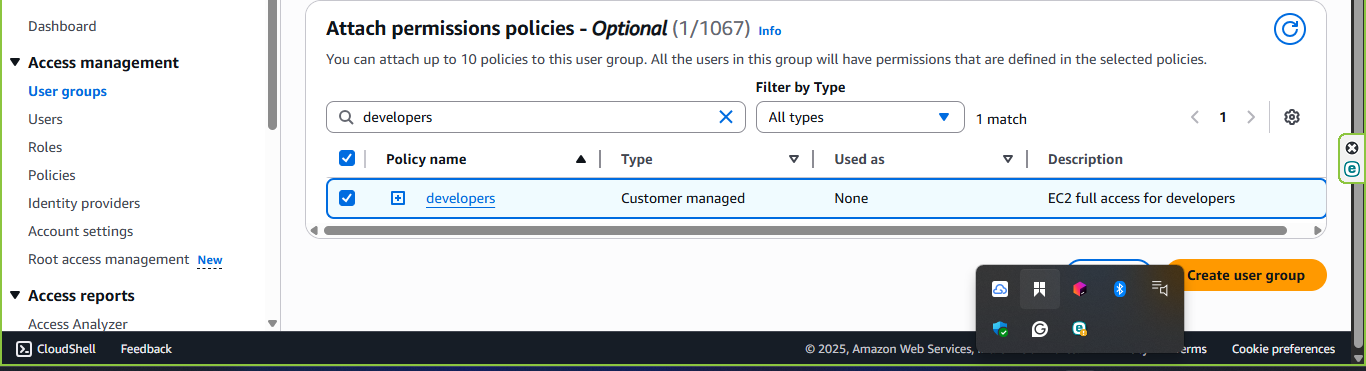 Dashboard
Access management
User groups
Users
Roles
Policies
Identity providers
Account settings
Root access management New
Access reports
Access Analyzer
Attach permissions policies - Optional (1/1067) Info
You can attach up to 10 policies to this user group. All the users in this group will have permissions that are defined in the selected policies.
Filter by Type
developers
All types
1 match
1
Policy name
Type
Used as
Description
developers
Customer managed
None
EC2 full access for developers
Create user group
CloudShell
Feedback
© 2025, Amazon Web Services,
Cookie preferences